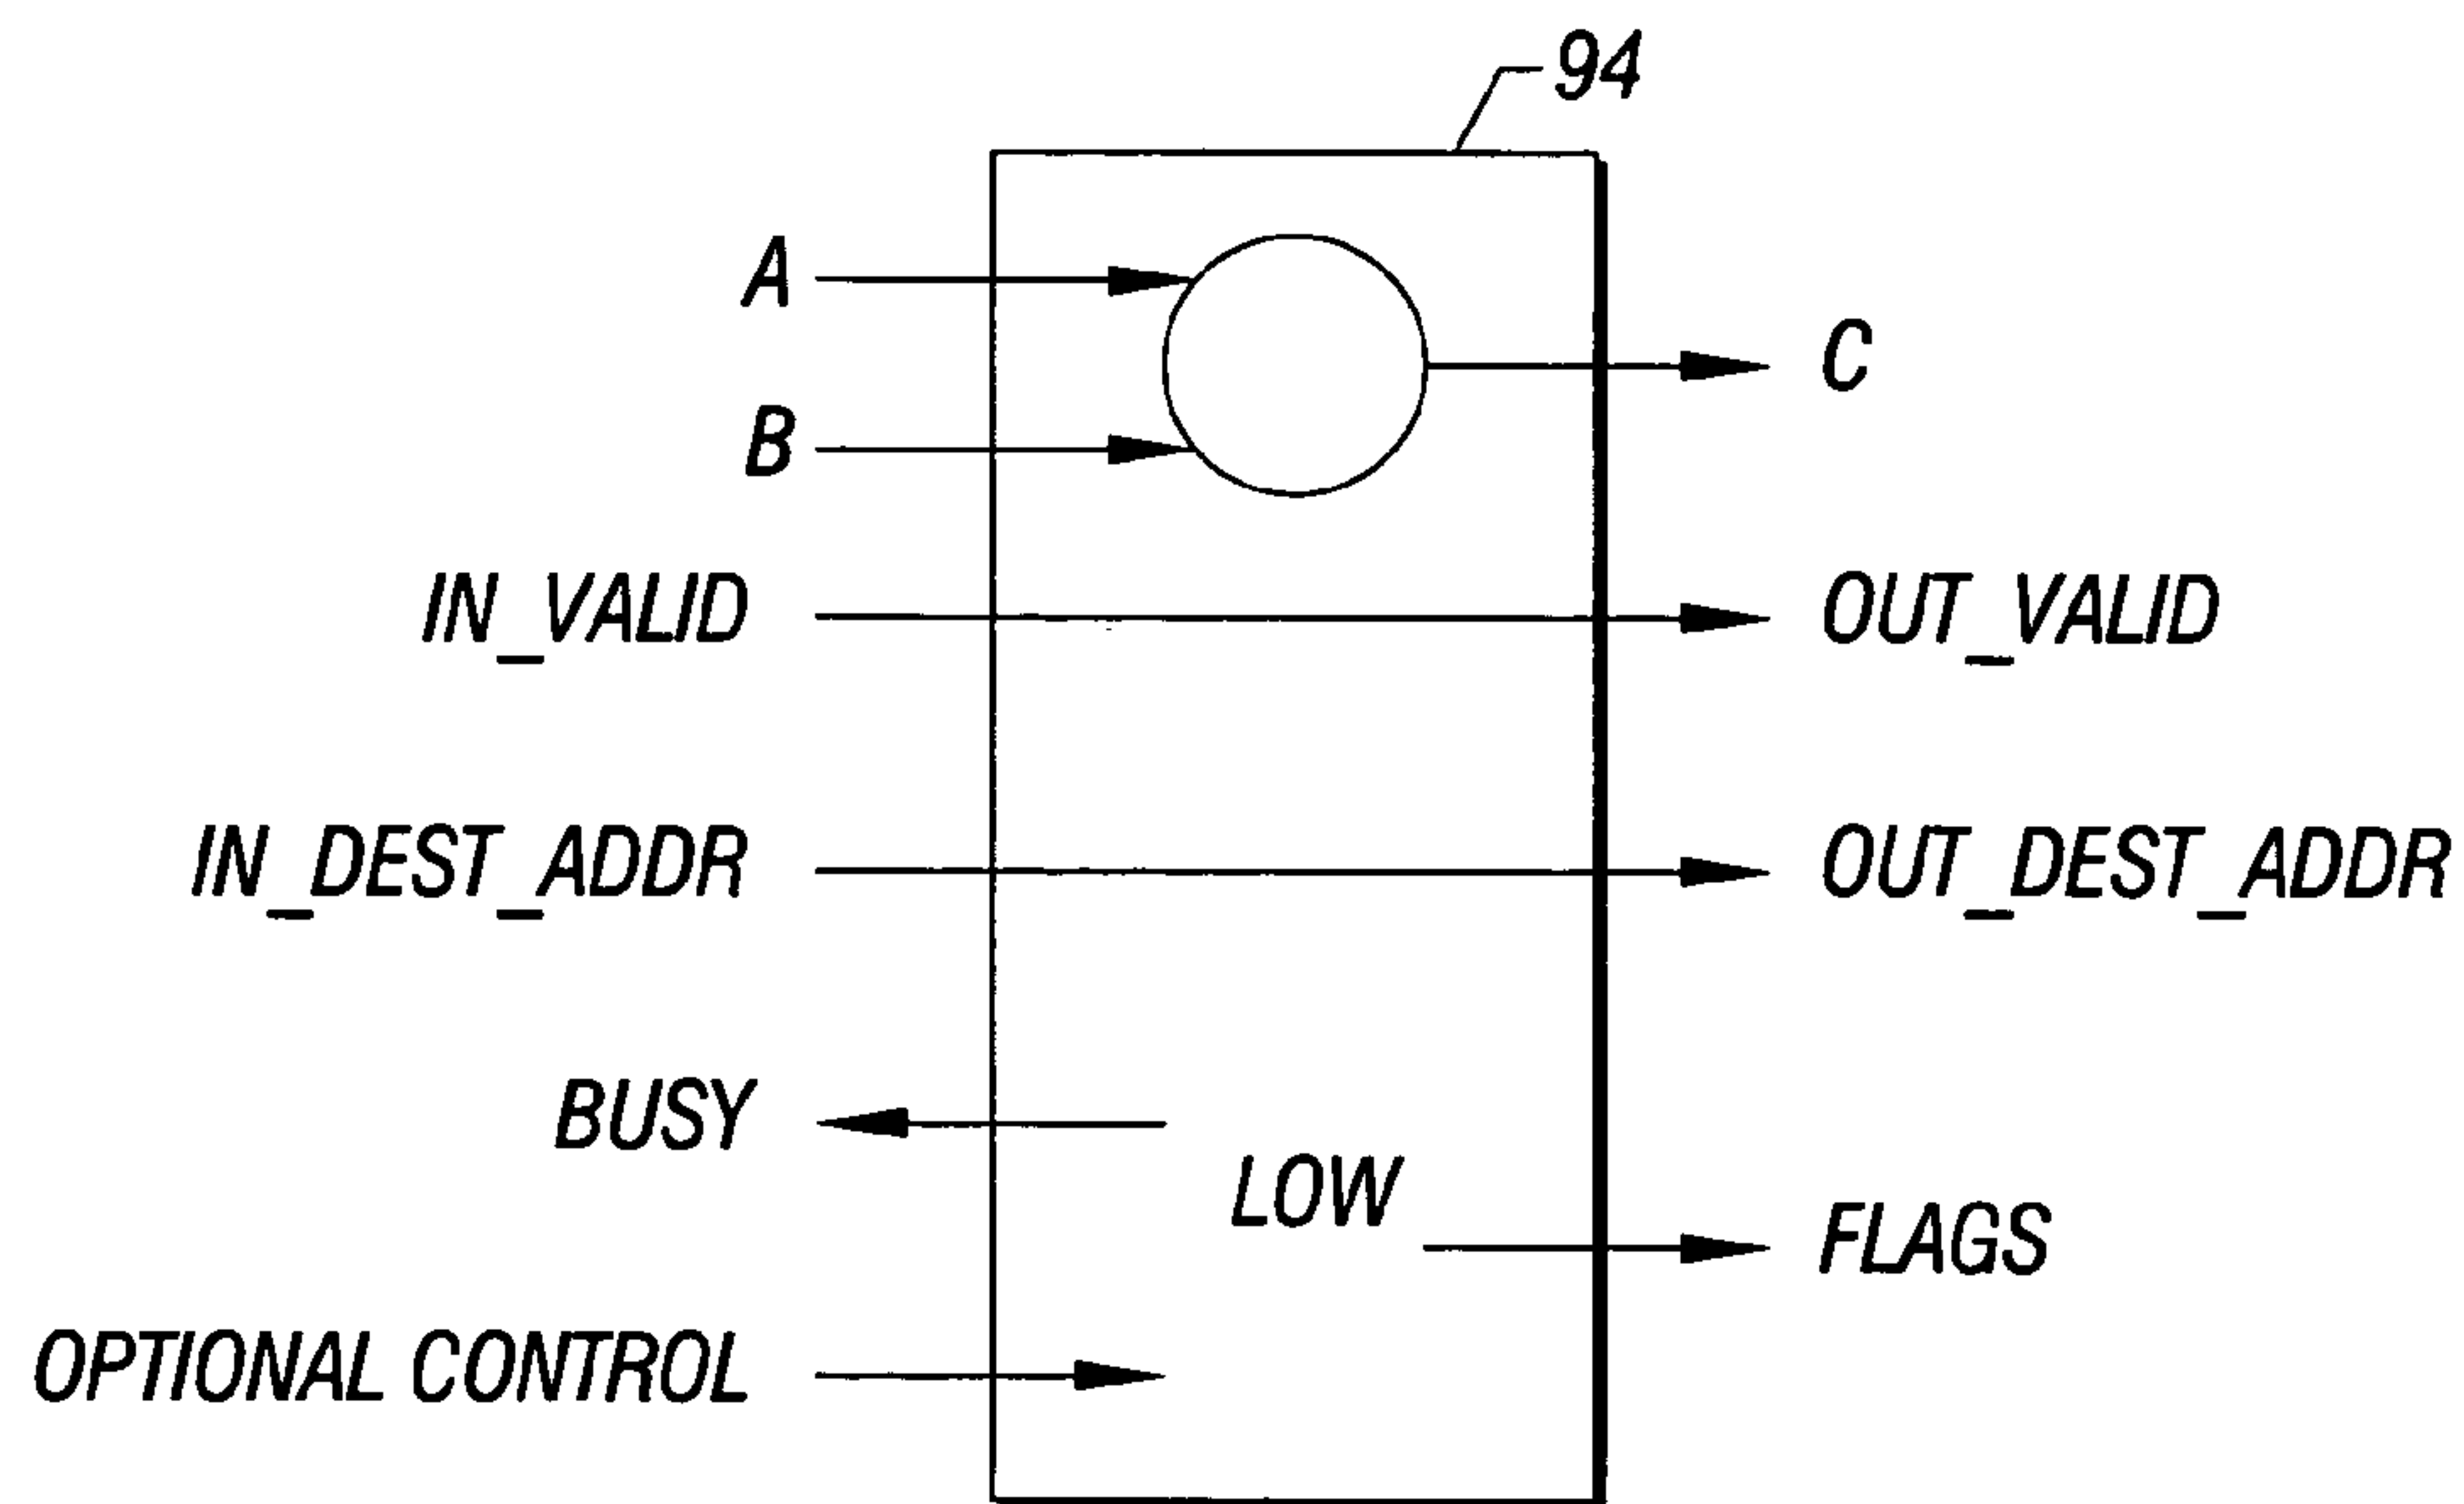 94
A
C
B
IN_VALID
OUT_VALID
IN_DEST_ADDR
OUT_DEST_ADDR
BUSY
LOW
FLAGS
OPTIONAL CONTROL